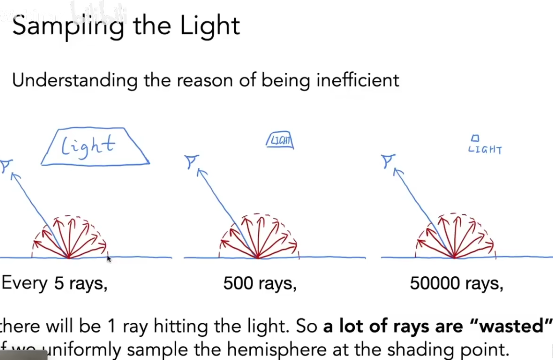 Sampling the Light
Understanding the reason of being inefficient
Light
LIGHT
LIGHT
Every 5 rays,
500 rays,
50000 rays,
there will be 1 ray hitting the light. So a lot of rays are “wasted”
if we uniformly sample the hemisphere at the shading point.